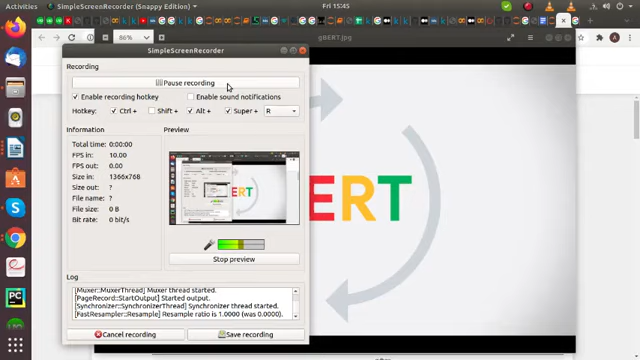 Activities
SimpleScreenRecorder (Snappy Edition)
Fri 15:45
86%
gBERT.jpg
SimpleScreenRecorder
Recording
Pause recording
Enable recording hotkey
Enable sound notifications
Hotkey:
Ctrl +
Shift +
Alt +
Super +
R
Information
Total time: 0:00:00
FPS in: 10.00
FPS out: 0.00
Size in: 1366x768
Size out: ?
File name: ?
File size: 0 B
Bit rate: 0 bit/s
Preview
Stop preview
ERT
Log
[Muxer::MuxerThread] Muxer thread started.
[PageRecord::StartOutput] Started output.
[Synchronizer::SynchronizerThread] Synchronizer thread started.
[FastResampler::Resample] Resample ratio is 1.0000 (was 0.0000).
Cancel recording
Save recording